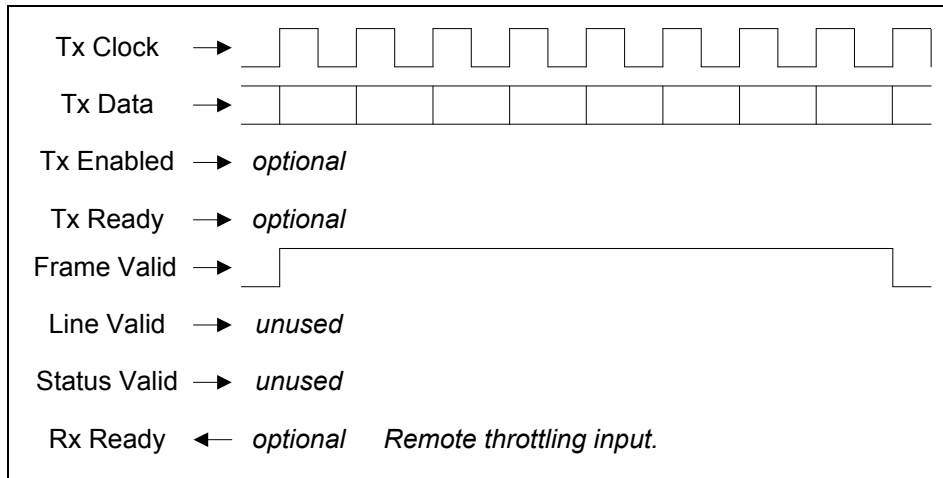 Tx Clock
Tx Data
Tx Enabled optional
Tx Ready optional
Frame Valid
Line Valid unused
Status Valid unused
Rx Ready optional Remote throttling input.